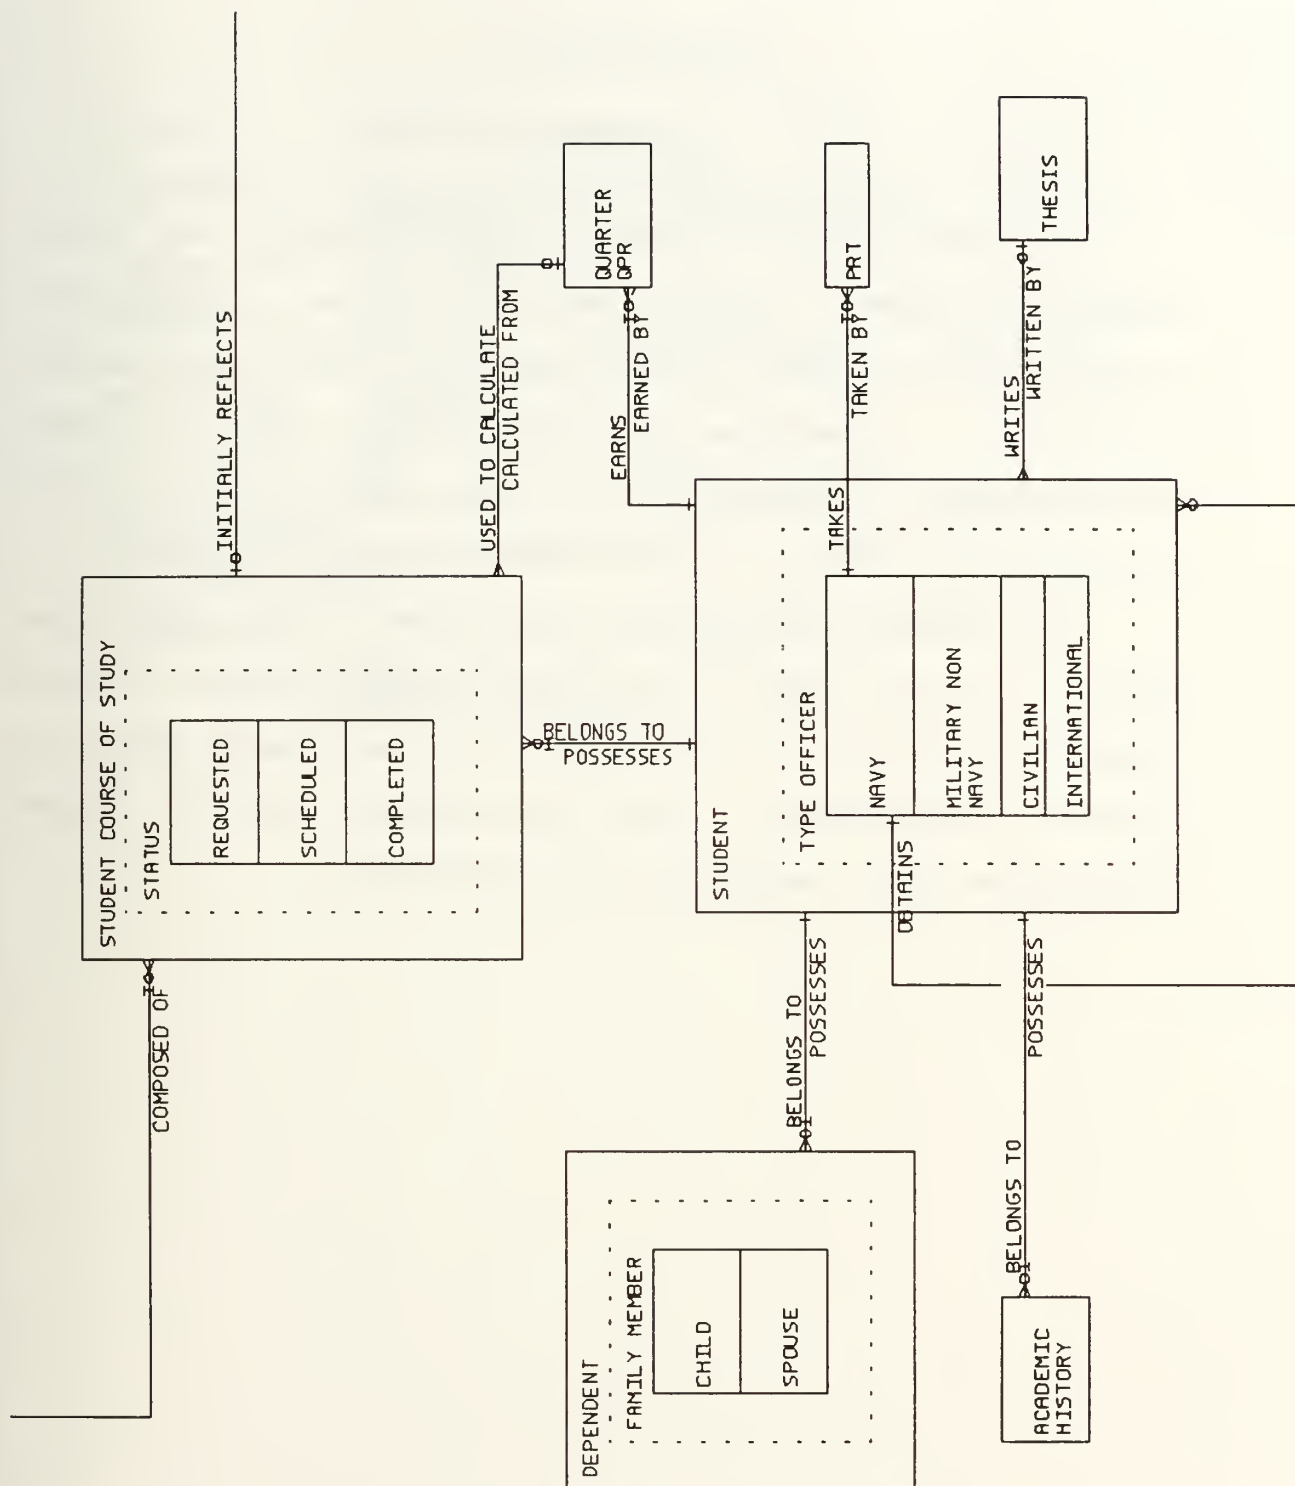 STUDENT COURSE OF STUDY
STATUS
REQUESTED
SCHEDULED
COMPLETED
COMPOSED OF
INITIALLY REFLECTS
USED TO CALCULATE
CALCULATED FROM
QUARTER
QPR
EARNS
EARNED BY
BELONGS TO
POSSESSES
STUDENT
TYPE OFFICER
NAVY
MILITARY NON
NAVY
CIVILIAN
INTERNATIONAL
TAKES
TAKEN BY
PRT
WRITES
WRITTEN BY
THESIS
OBTAINS
DEPENDENT
FAMILY MEMBER
CHILD
SPOUSE
BELONGS TO
POSSESSES
ACADEMIC
HISTORY
BELONGS TO
POSSESSES